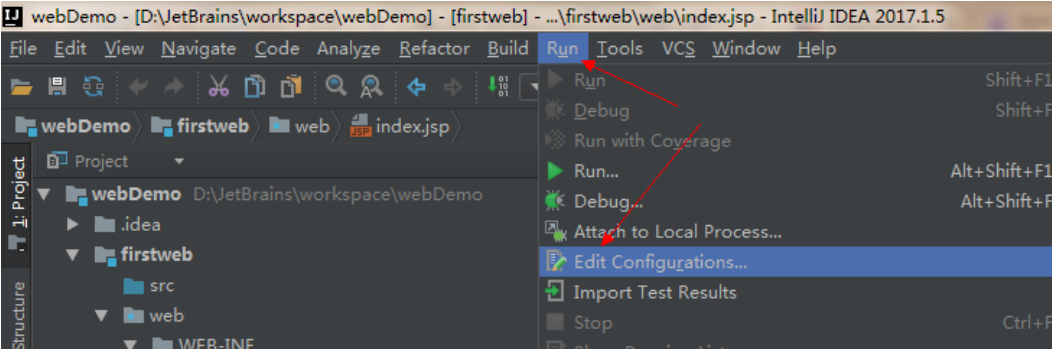 webDemo - [D:\JetBrains\workspace\webDemo] - [firstweb] - ...\firstweb\web\index.jsp - IntelliJ IDEA 2017.1.5
File Edit View Navigate Code Analyze Refactor Build Run Tools VCS Window Help
webDemo firstweb web index.jsp
Project
1: Project
Structure
webDemo D:\JetBrains\workspace\webDemo
.idea
firstweb
src
web
WEB-INF
Run Shift+F1
Debug Shift+F
Run with Coverage
Run... Alt+Shift+F1
Debug... Alt+Shift+F
Attach to Local Process...
Edit Configurations...
Import Test Results
Stop Ctrl+F